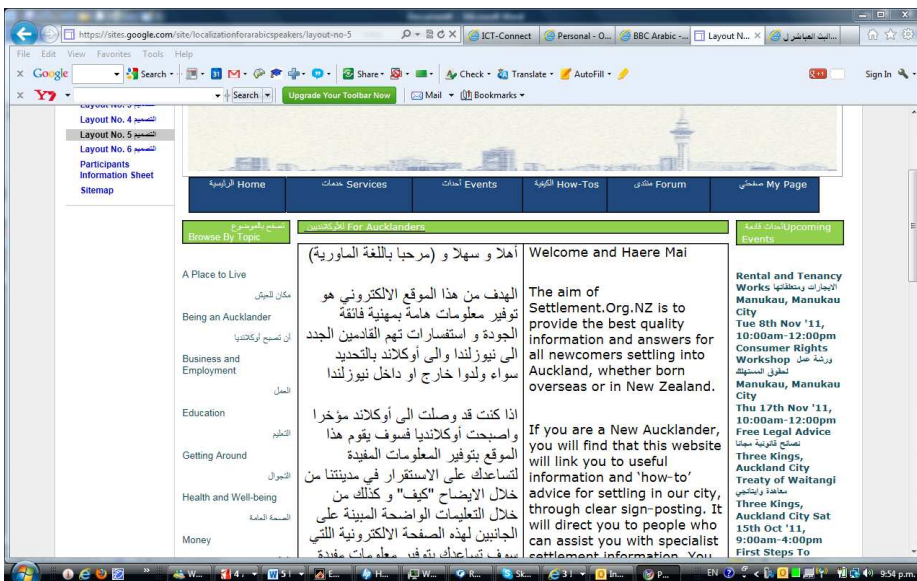 https://sites.google.com/site/localizationforarabicspeakers/layout-no-5
ICT-Connect
Personal - O...
BBC Arabic -...
Layout N...
البث المباشر ل...
File Edit View Favorites Tools Help
Google Search Share Check Translate AutoFill Sign In
Search Upgrade Your Toolbar Now Mail Bookmarks
Layout No. 4 التصميم
Layout No. 5 التصميم
Layout No. 6 التصميم
Participants
Information Sheet
Sitemap
الرئيسية Home
خدمات Services
أحداث Events
الكيفية How-Tos
منتدى Forum
صفحتي My Page
تصفح بالموضوع
Browse By Topic
A Place to Live
مكان للعيش
Being an Aucklander
ان تصبح أوكلانديا
Business and
Employment
العمل
Education
التعليم
Getting Around
التجوال
Health and Well-being
الصحة العامة
Money
للأوكلانديين For Aucklanders
أهلا و سهلا و (مرحبا باللغة الماورية)
الهدف من هذا الموقع الالكتروني هو
توفير معلومات هامة بمهنية فائقة
الجودة و استفسارات تهم القادمين الجدد
الى نيوزلندا والى أوكلاند بالتحديد
سواء ولدوا خارج او داخل نيوزلندا
اذا كنت قد وصلت الى أوكلاند مؤخرا
واصبحت أوكلانديا فسوف يقوم هذا
الموقع بتوفير المعلومات المفيدة
لتساعدك على الاستقرار في مدينتنا من
خلال الايضاح "كيف" و كذلك من
خلال التعليمات الواضحة المبينة على
الجانبين لهذه الصفحة الالكترونية اللتي
سوف تساعدك بتوفير معلومات مفيدة
Welcome and Haere Mai
The aim of
Settlement.Org.NZ is to
provide the best quality
information and answers for
all newcomers settling into
Auckland, whether born
overseas or in New Zealand.
If you are a New Aucklander,
you will find that this website
will link you to useful
information and 'how-to'
advice for settling in our city,
through clear sign-posting. It
will direct you to people who
can assist you with specialist
settlement information. You
أحداث قائمة Upcoming
Events
Rental and Tenancy
Works الايجارات ومتعلقاتها
Manukau, Manukau
City
Tue 8th Nov '11,
10:00am-12:00pm
Consumer Rights
Workshop ورشة عمل
لحقوق المستهلك
Manukau, Manukau
City
Thu 17th Nov '11,
10:00am-12:00pm
Free Legal Advice
نصائح قانونية مجانا
Three Kings,
Auckland City
Treaty of Waitangi
معاهدة وايتانجي
Three Kings,
Auckland City Sat
15th Oct '11,
9:00am-4:00pm
First Steps To
EN
9:54 p.m.